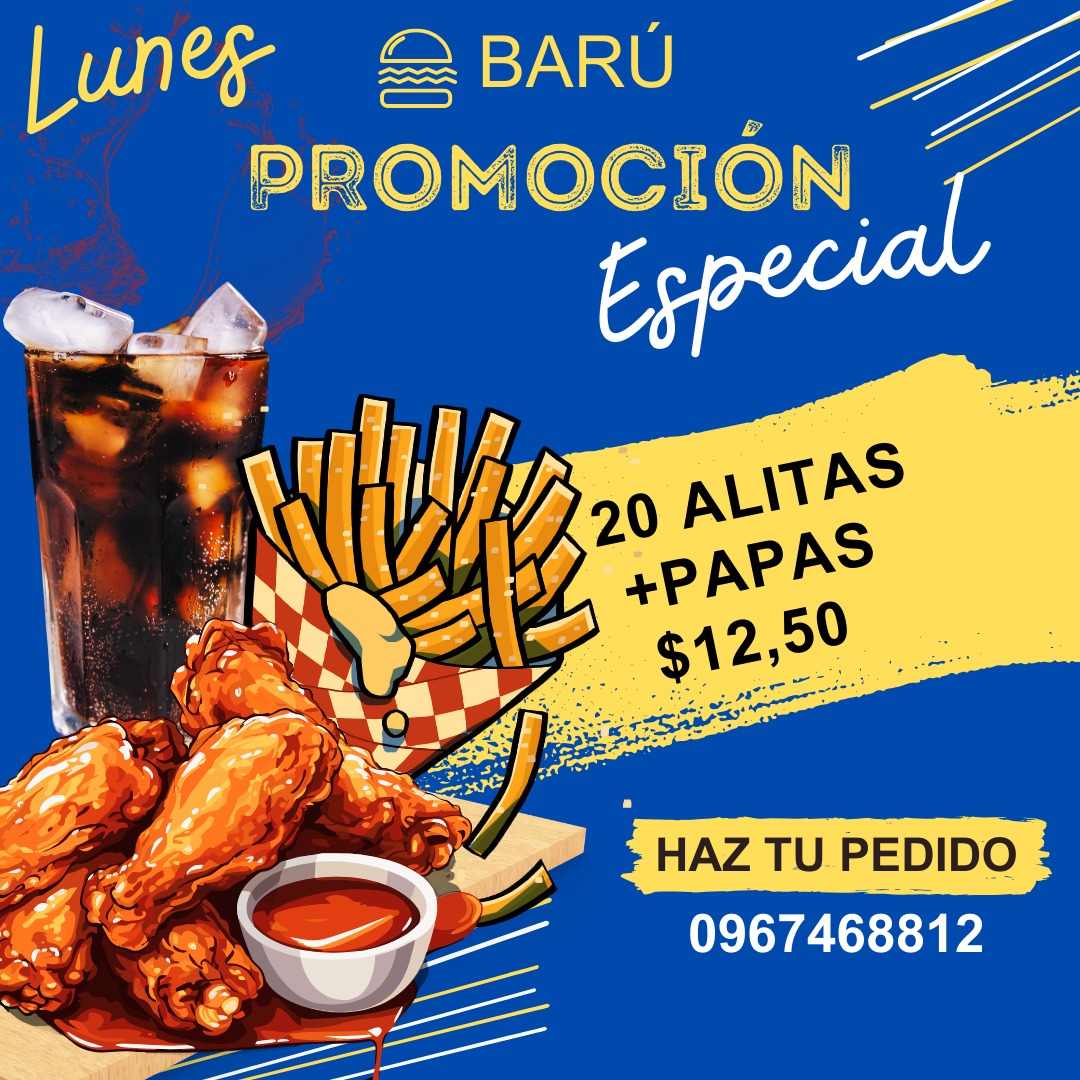 Lunes
BARÚ
PROMOCIÓN
Especial
20 ALITAS
+PAPAS
$12,50
HAZ TU PEDIDO
0967468812